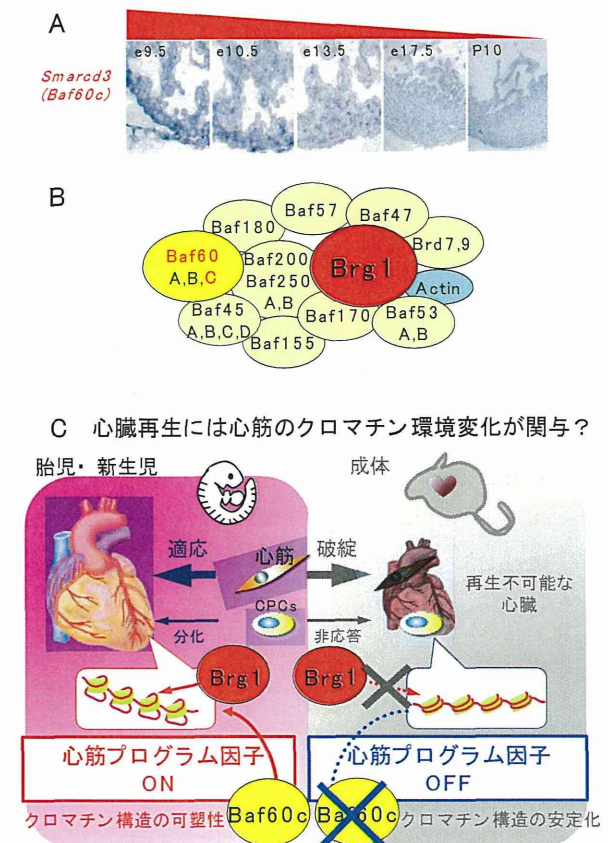 A
e9.5 e10.5 e13.5 e17.5 P10
Smarcd3
(Baf60c)
B
Baf57 Baf47
Baf180 Brd7,9
Baf60
A,B,C
Baf200
Baf250
A,B
Brg1
Actin
Baf45
A,B,C,D
Baf170
Baf53
A,B
Baf155
C 心臓再生には心筋のクロマチン環境変化が関与?
胎児・新生児 成体
適応 心筋 破綻
再生不可能な
心臓
CPCs
分化 非応答
Brg1 Brg1
心筋プログラム因子
ON
心筋プログラム因子
OFF
クロマチン構造の可塑性 Baf60c Baf60c クロマチン構造の安定化